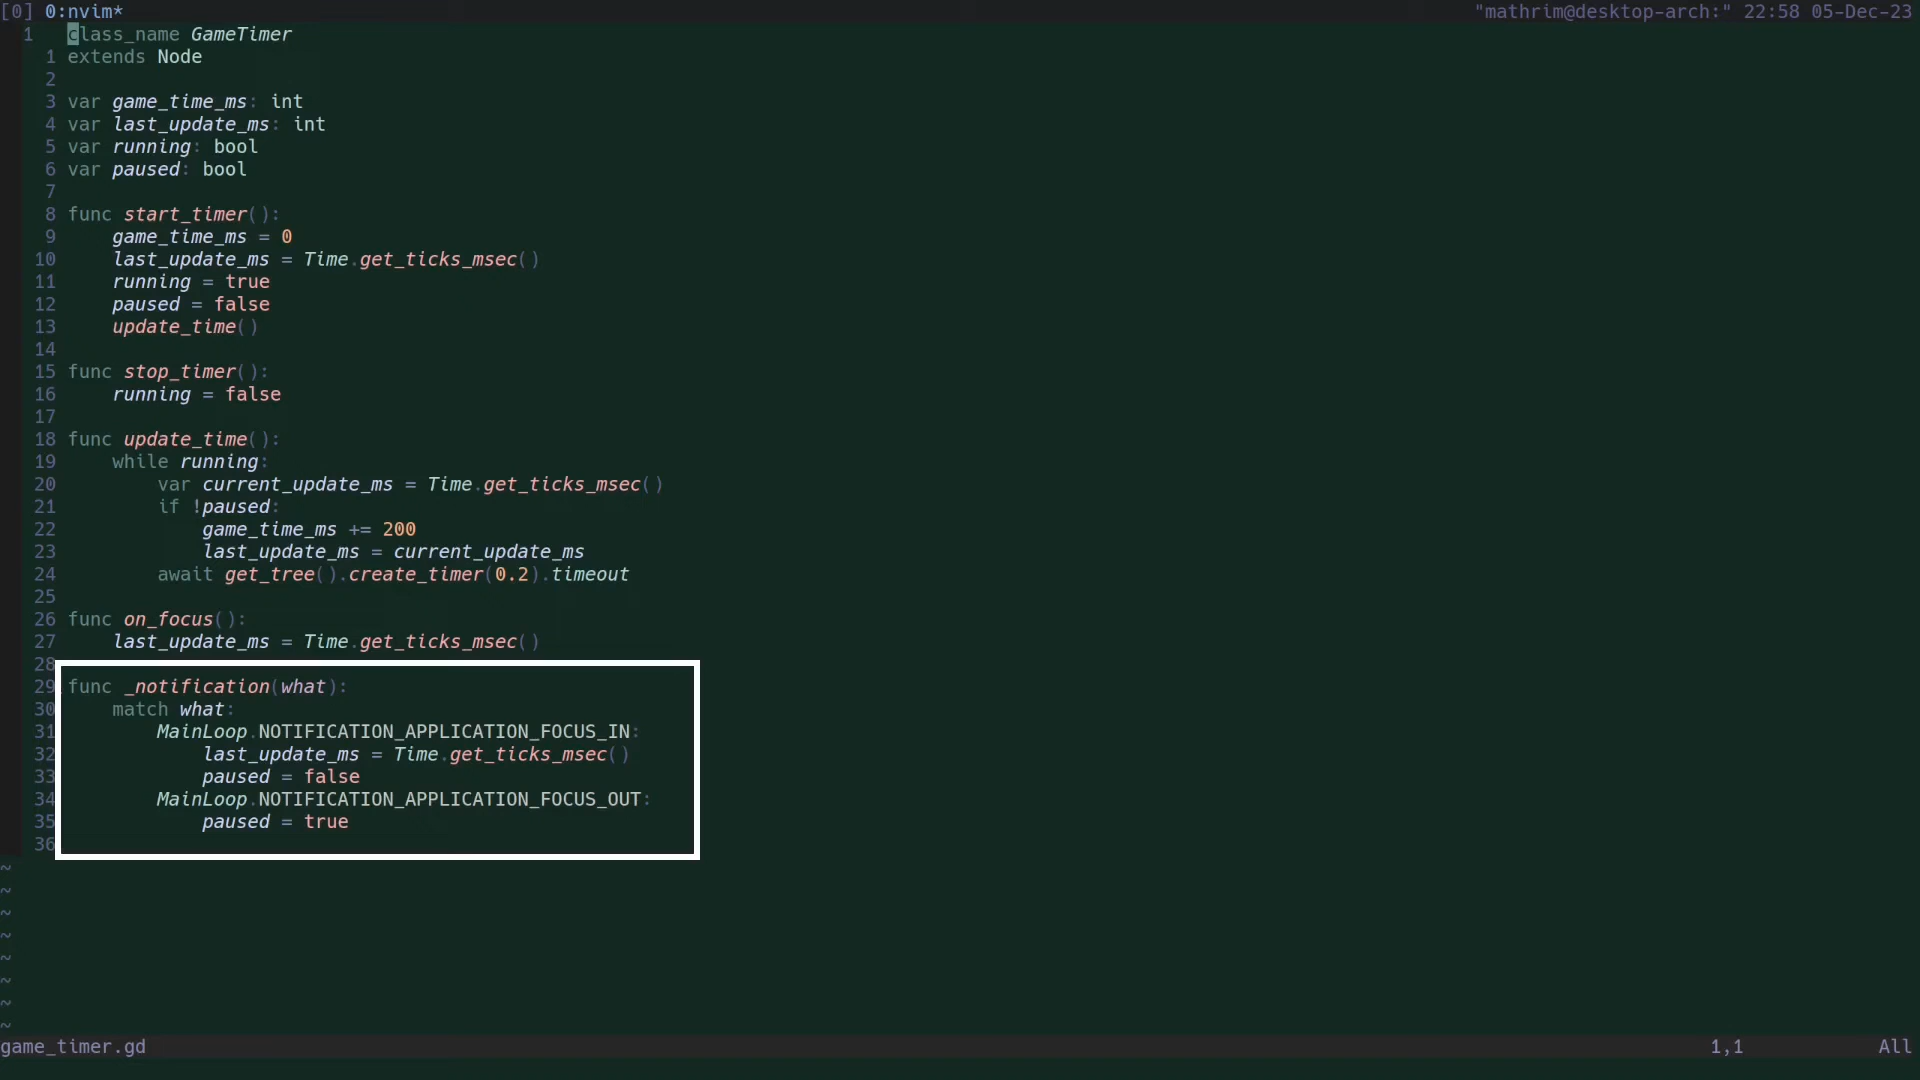 [0] 0:nvim* "mathrim@desktop-arch:" 22:58 05-Dec-23
1 class_name GameTimer
1 extends Node
2
3 var game_time_ms: int
4 var last_update_ms: int
5 var running: bool
6 var paused: bool
7
8 func start_timer():
9 game_time_ms = 0
10 last_update_ms = Time.get_ticks_msec()
11 running = true
12 paused = false
13 update_time()
14
15 func stop_timer():
16 running = false
17
18 func update_time():
19 while running:
20 var current_update_ms = Time.get_ticks_msec()
21 if !paused:
22 game_time_ms += 200
23 last_update_ms = current_update_ms
24 await get_tree().create_timer(0.2).timeout
25
26 func on_focus():
27 last_update_ms = Time.get_ticks_msec()
28
29 func _notification(what):
30 match what:
31 MainLoop.NOTIFICATION_APPLICATION_FOCUS_IN:
32 last_update_ms = Time.get_ticks_msec()
33 paused = false
34 MainLoop.NOTIFICATION_APPLICATION_FOCUS_OUT:
35 paused = true
36
~
~
~
~
~
~
~
~
game_timer.gd 1,1 All